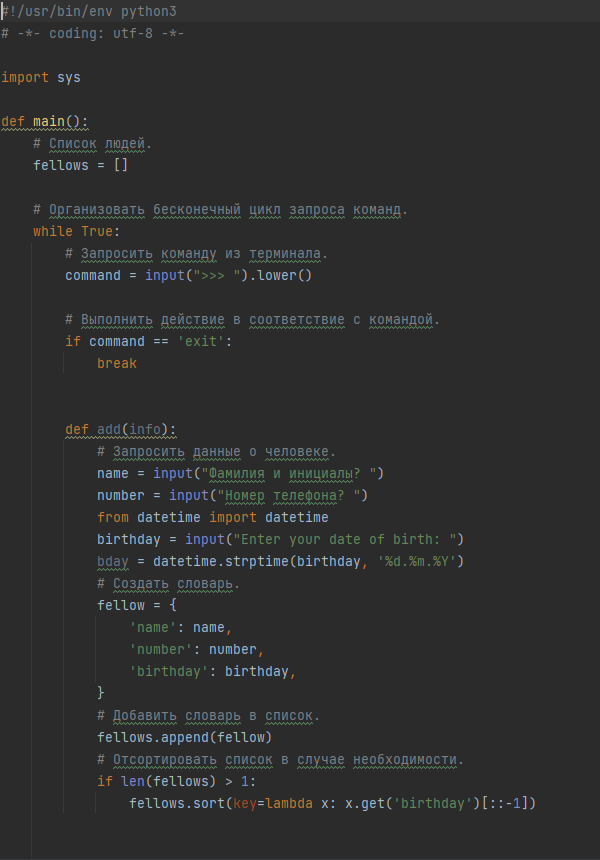 #!/usr/bin/env python3
# -*- coding: utf-8 -*-
import sys
def main():
# Список людей.
fellows = []
# Организовать бесконечный цикл запроса команд.
while True:
# Запросить команду из терминала.
command = input(">>> ").lower()
# Выполнить действие в соответствие с командой.
if command == 'exit':
break
def add(info):
# Запросить данные о человеке.
name = input("Фамилия и инициалы? ")
number = input("Номер телефона? ")
from datetime import datetime
birthday = input("Enter your date of birth: ")
bday = datetime.strptime(birthday, '%d.%m.%Y')
# Создать словарь.
fellow = {
'name': name,
'number': number,
'birthday': birthday,
}
# Добавить словарь в список.
fellows.append(fellow)
# Отсортировать список в случае необходимости.
if len(fellows) > 1:
fellows.sort(key=lambda x: x.get('birthday')[::-1])